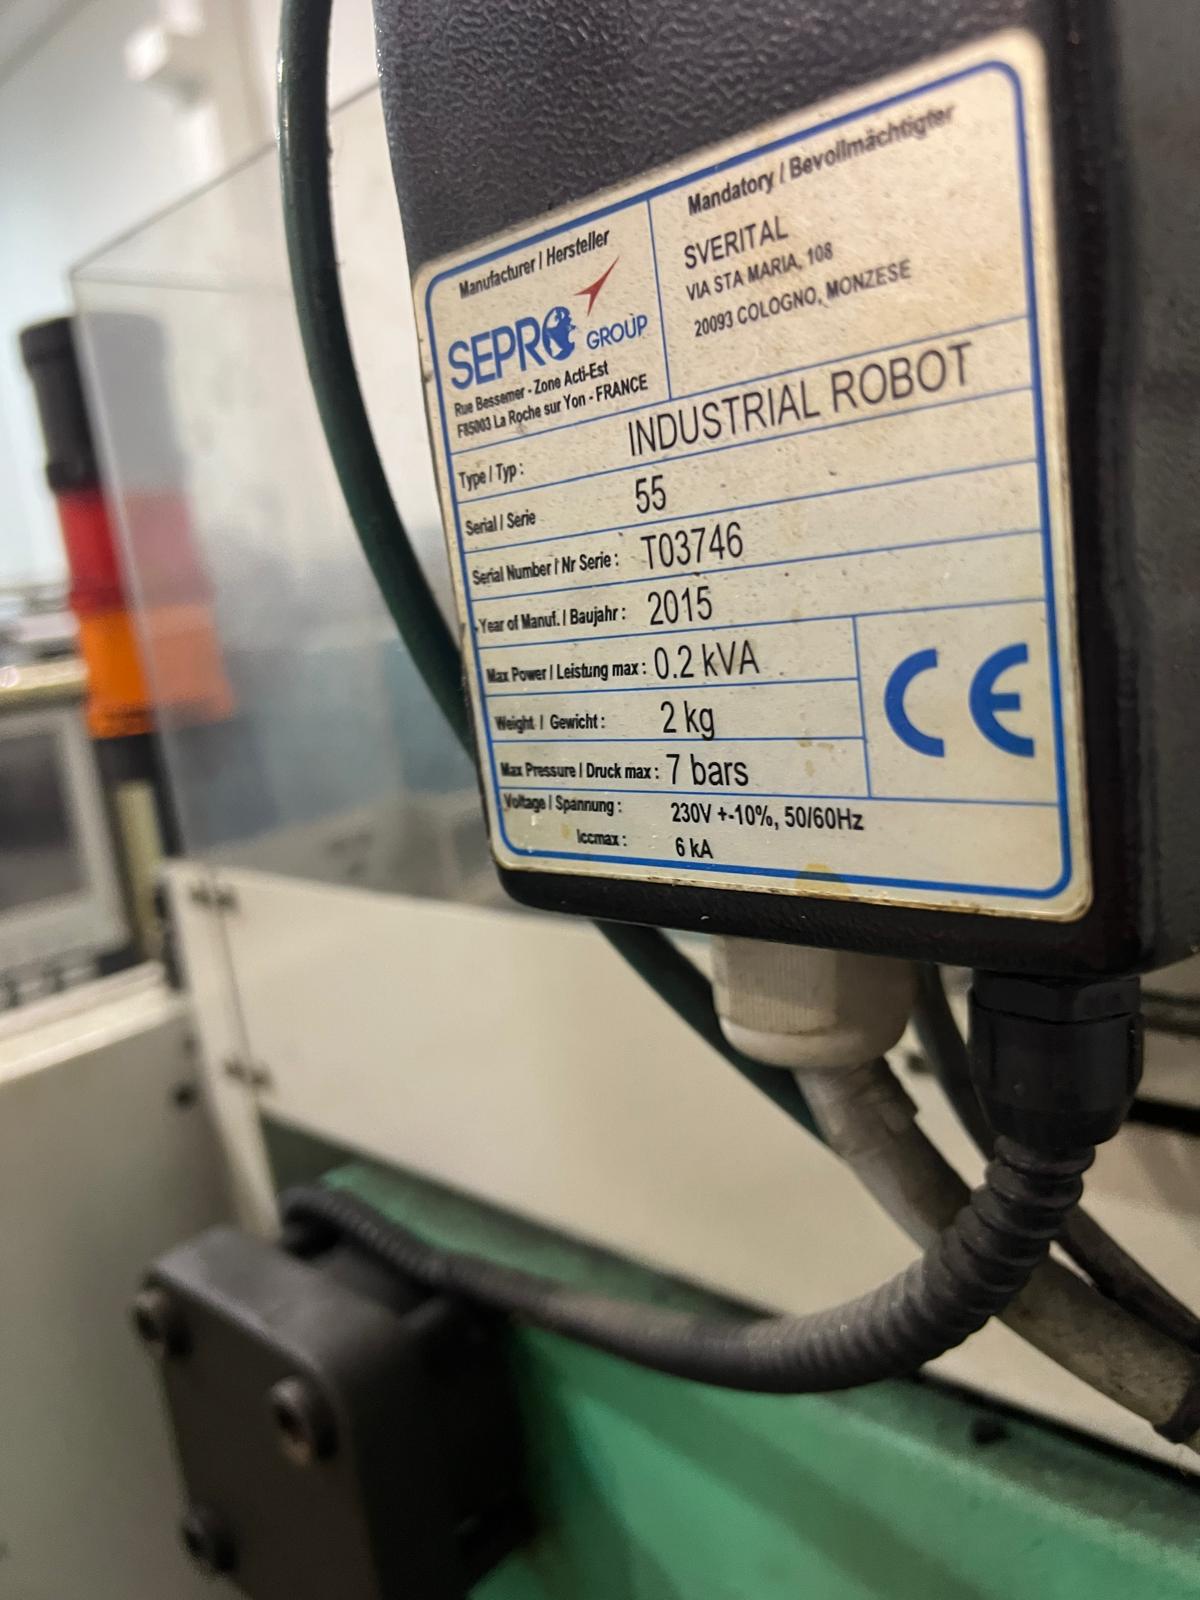 Manufacturer / Hersteller
SEPRO GROUP
Rue Bessemer - Zone Acti-Est
F85003 La Roche sur Yon - FRANCE
Mandatory / Bevollmächtigter
SVERITAL
VIA STA MARIA, 108
20093 COLOGNO, MONZESE
Type / Typ : INDUSTRIAL ROBOT
Serial / Serie 55
Serial Number / Nr Serie : T03746
Year of Manuf. / Baujahr : 2015
Max Power / Leistung max : 0.2 kVA
Weight / Gewicht : 2 kg
Max Pressure / Druck max : 7 bars
CE
Voltage / Spannung : 230V +-10%, 50/60Hz
Iccmax : 6 kA